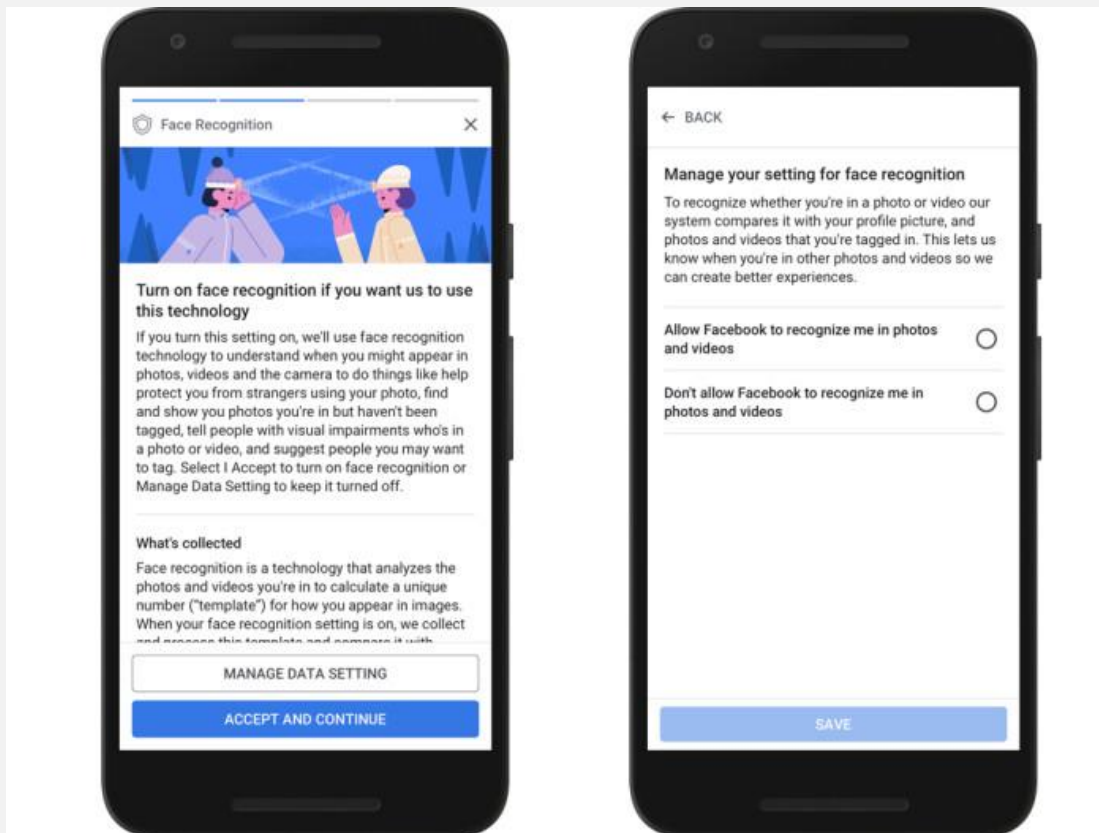 Face Recognition
Turn on face recognition if you want us to use
this technology
If you turn this setting on, we'll use face recognition
technology to understand when you might appear in
photos, videos and the camera to do things like help
protect you from strangers using your photo, find
and show you photos you're in but haven't been
tagged, tell people with visual impairments who's in
a photo or video, and suggest people you may want
to tag. Select I Accept to turn on face recognition or
Manage Data Setting to keep it turned off.
What's collected
Face recognition is a technology that analyzes the
photos and videos you're in to calculate a unique
number ("template") for how you appear in images.
When your face recognition setting is on, we collect
and process this template and compare it with
MANAGE DATA SETTING
ACCEPT AND CONTINUE
← BACK
Manage your setting for face recognition
To recognize whether you're in a photo or video our
system compares it with your profile picture, and
photos and videos that you're tagged in. This lets us
know when you're in other photos and videos so we
can create better experiences.
Allow Facebook to recognize me in photos
and videos
Don't allow Facebook to recognize me in
photos and videos
SAVE